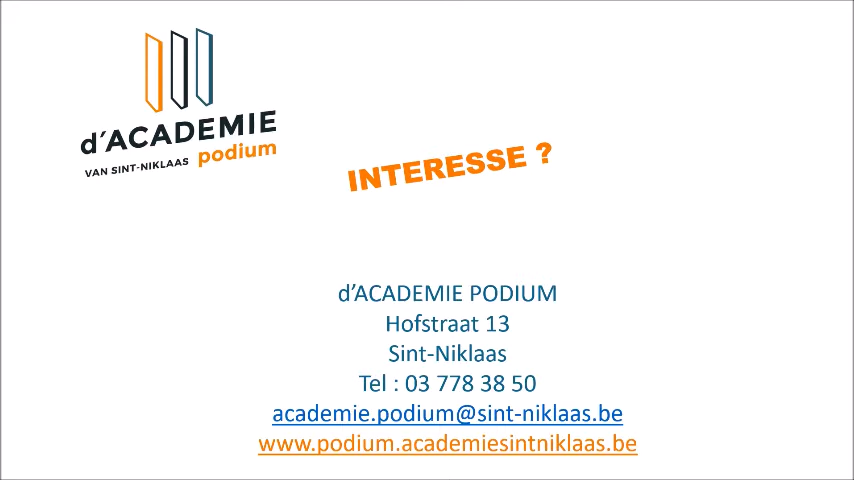 d'ACADEMIE
VAN SINT-NIKLAAS podium
INTERESSE ?
d’ACADEMIE PODIUM
Hofstraat 13
Sint-Niklaas
Tel : 03 778 38 50
academie.podium@sint-niklaas.be
www.podium.academiesintniklaas.be